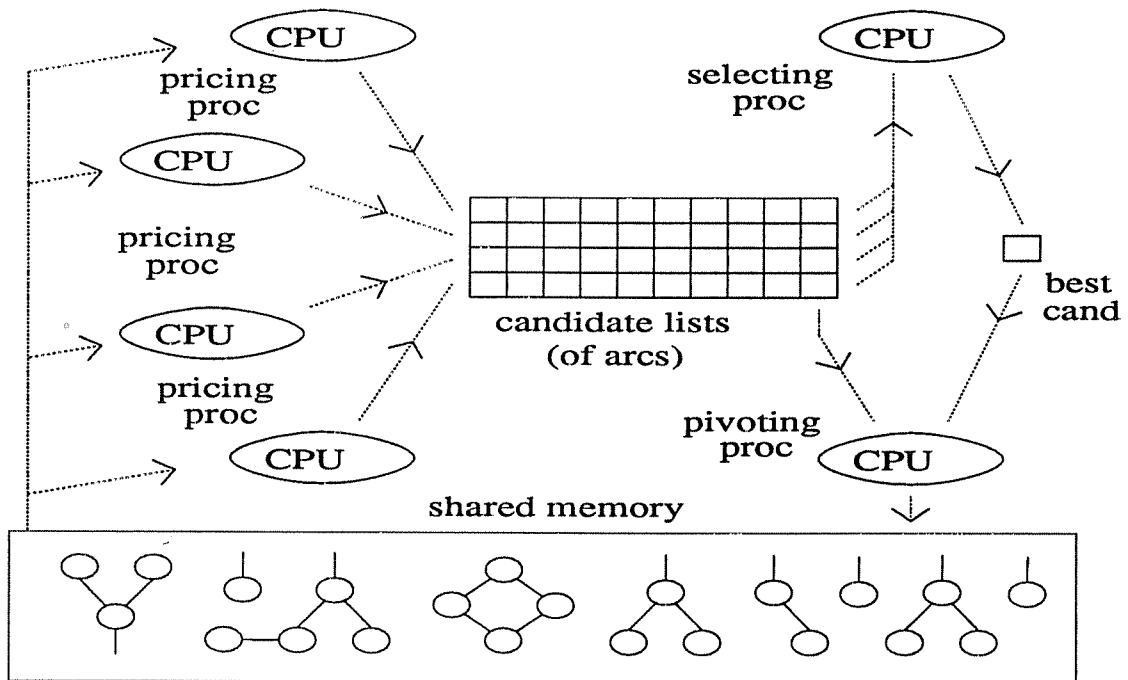 CPU
pricing
proc
CPU
pricing
proc
CPU
pricing
proc
CPU
candidate lists
(of arcs)
CPU
selecting
proc
best
cand
pivoting
proc
CPU
shared memory